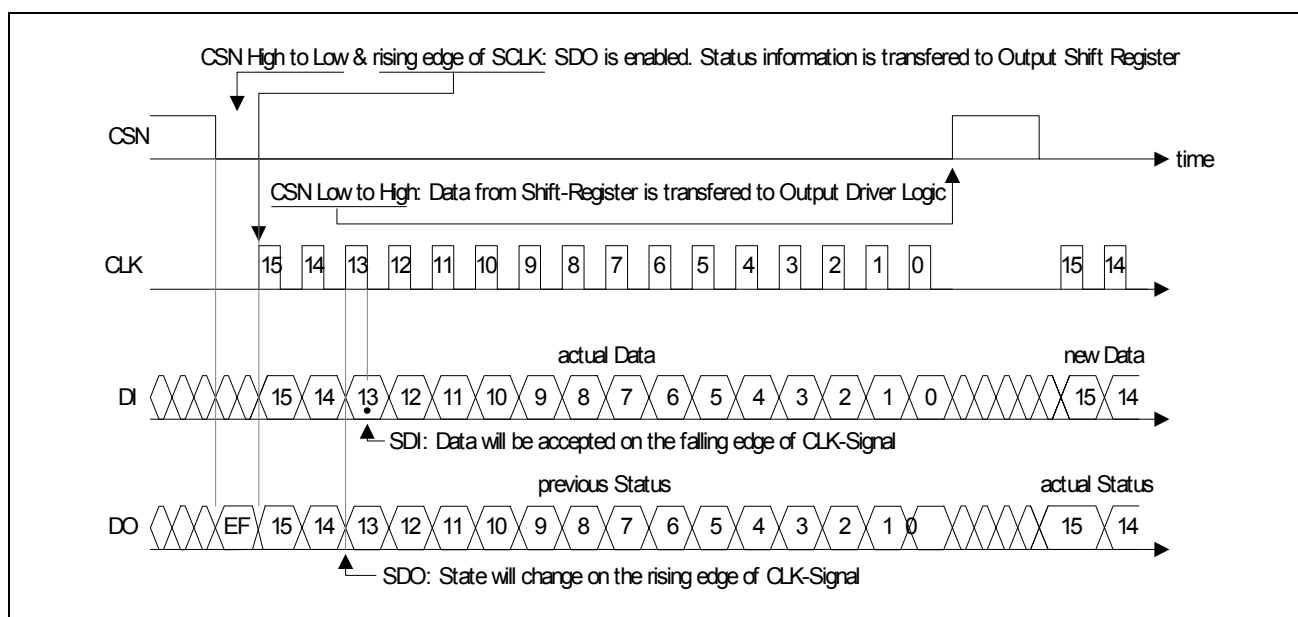 CSN High to Low & rising edge of SCLK: SDO is enabled. Status information is transfered to Output Shift Register
CSN
time
CSN Low to High: Data from Shift-Register is transfered to Output Driver Logic
CLK 15 14 13 12 11 10 9 8 7 6 5 4 3 2 1 0 15 14
actual Data new Data
DI 15 14 13 12 11 10 9 8 7 6 5 4 3 2 1 0 15 14
SDI: Data will be accepted on the falling edge of CLK-Signal
previous Status actual Status
DO EF 15 14 13 12 11 10 9 8 7 6 5 4 3 2 1 0 15 14
SDO: State will change on the rising edge of CLK-Signal